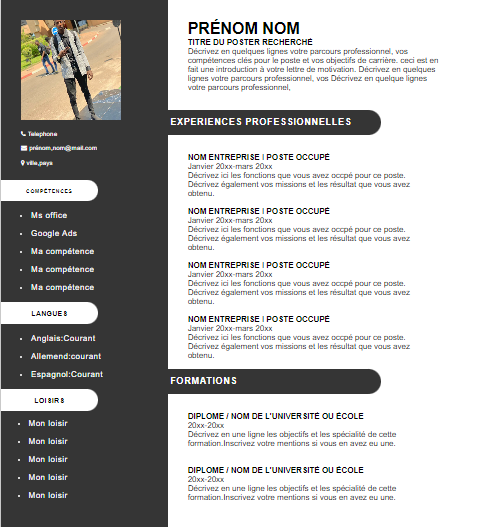 Telephone
prénom,nom@mail.com
ville,pays
COMPÉTENCES
Ms office
Google Ads
Ma compétence
Ma compétence
Ma compétence
LANGUES
Anglais:Courant
Allemend:courant
Espagnol:Courant
LOISIRS
Mon loisir
Mon loisir
Mon loisir
Mon loisir
Mon loisir
PRÉNOM NOM
TITRE DU POSTER RECHERCHÉ
Décrivez en quelques lignes votre parcours professionnel, vos
compétences clés pour le poste et vos objectifs de carrière. ceci est en
fait une introduction à votre lettre de motivation. Décrivez en quelques
lignes votre parcours professionnel, vos Décrivez en quelque lignes
votre parcours professionnel,
EXPERIENCES PROFESSIONNELLES
NOM ENTREPRISE I POSTE OCCUPÉ
Janvier 20xx-mars 20xx
Décrivez ici les fonctions que vous avez occpé pour ce poste.
Décrivez également vos missions et les résultat que vous avez
obtenu.
NOM ENTREPRISE I POSTE OCCUPÉ
Janvier 20xx-mars 20xx
Décrivez ici les fonctions que vous avez occpé pour ce poste.
Décrivez également vos missions et les résultat que vous avez
obtenu.
NOM ENTREPRISE I POSTE OCCUPÉ
Janvier 20xx-mars 20xx
Décrivez ici les fonctions que vous avez occpé pour ce poste.
Décrivez également vos missions et les résultat que vous avez
obtenu.
NOM ENTREPRISE I POSTE OCCUPÉ
Janvier 20xx-mars 20xx
Décrivez ici les fonctions que vous avez occpé pour ce poste.
Décrivez également vos missions et les résultat que vous avez
obtenu.
FORMATIONS
DIPLOME / NOM DE L'UNIVERSITÉ OU ÉCOLE
20xx-20xx
Décrivez en une ligne les objectifs et les spécialité de cette
formation.Inscrivez votre mentions si vous en avez eu une.
DIPLOME / NOM DE L'UNIVERSITÉ OU ÉCOLE
20xx-20xx
Décrivez en une ligne les objectifs et les spécialité de cette
formation.Inscrivez votre mentions si vous en avez eu une.